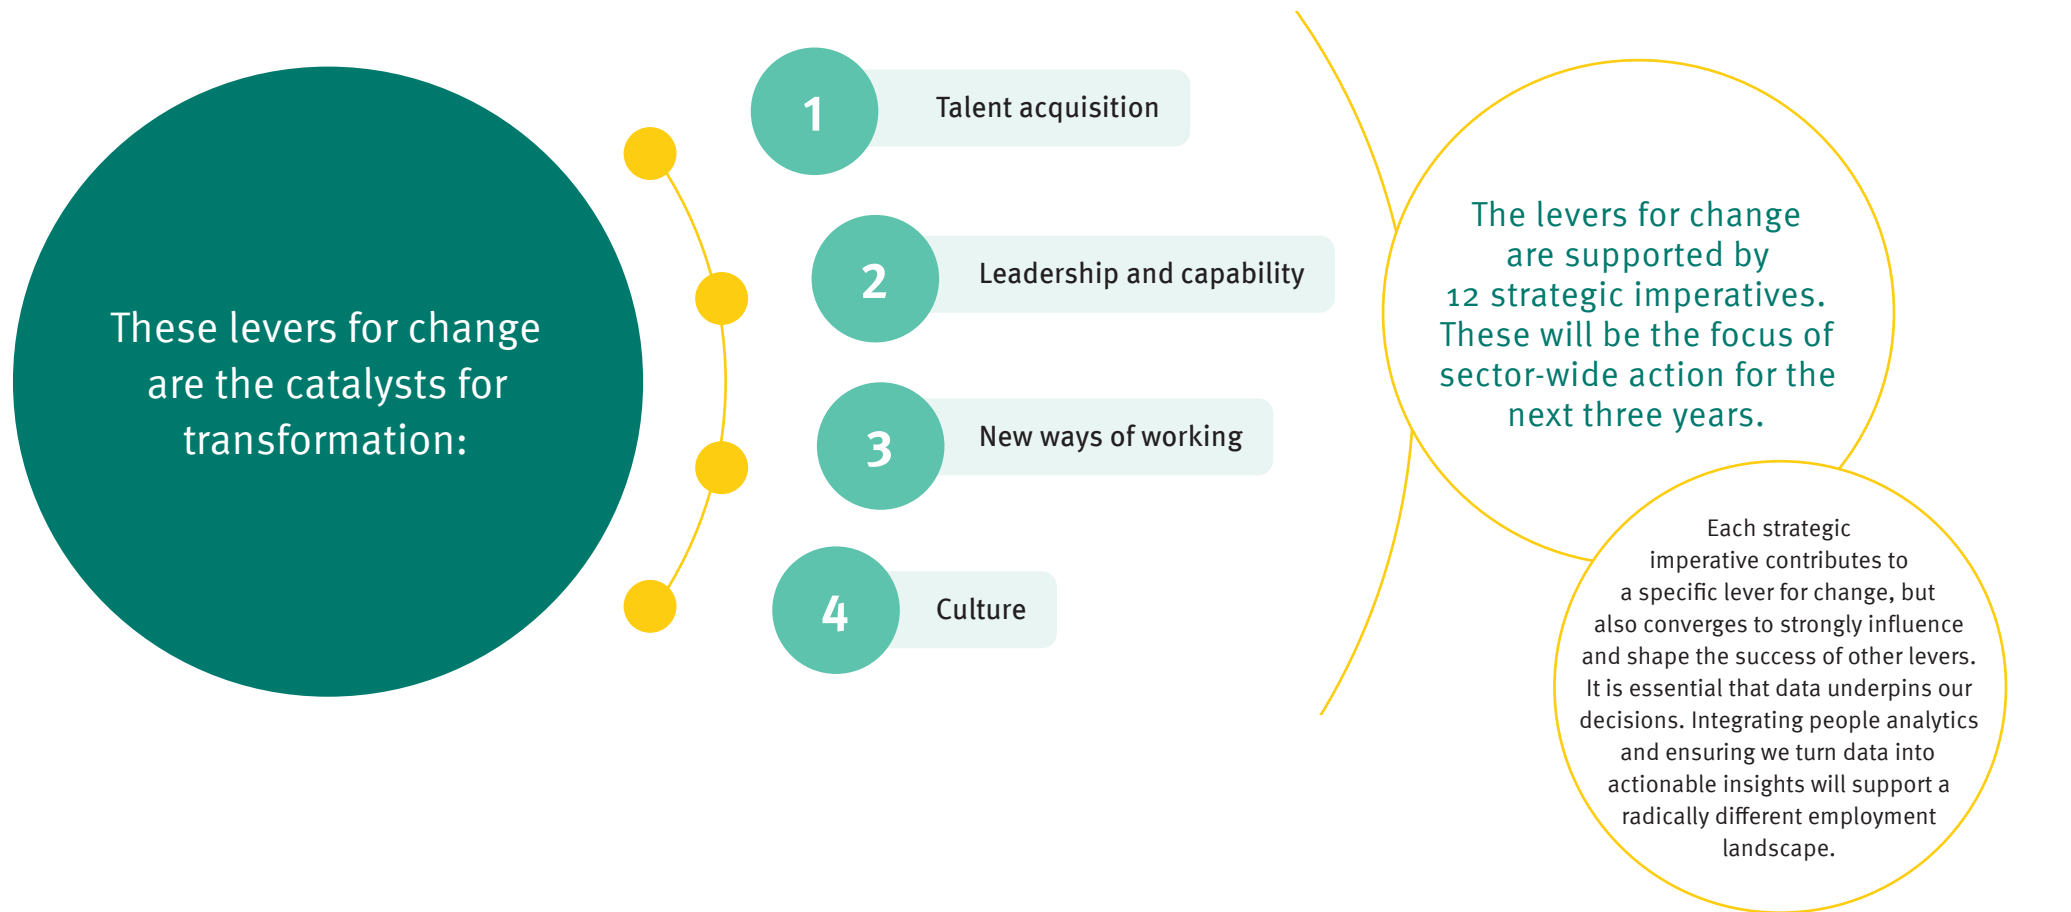 These levers for change
are the catalysts for
transformation:
1
Talent acquisition
2
Leadership and capability
3
New ways of working
4
Culture
The levers for change
are supported by
12 strategic imperatives.
These will be the focus of
sector-wide action for the
next three years.
Each strategic
imperative contributes to
a specific lever for change, but
also converges to strongly influence
and shape the success of other levers.
It is essential that data underpins our
decisions. Integrating people analytics
and ensuring we turn data into
actionable insights will support a
radically different employment
landscape.